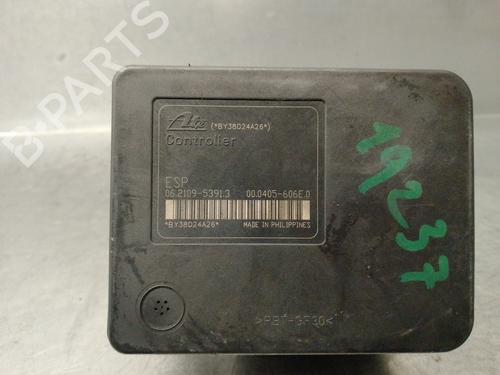 Ate (*BY38D24A26*)
Controller
ESP
06.2109-5391.3 00.0405-606E.0
*BY38D24A26* MADE IN PHILIPPINES
19237
>PBT-GF30<
B-PARTS